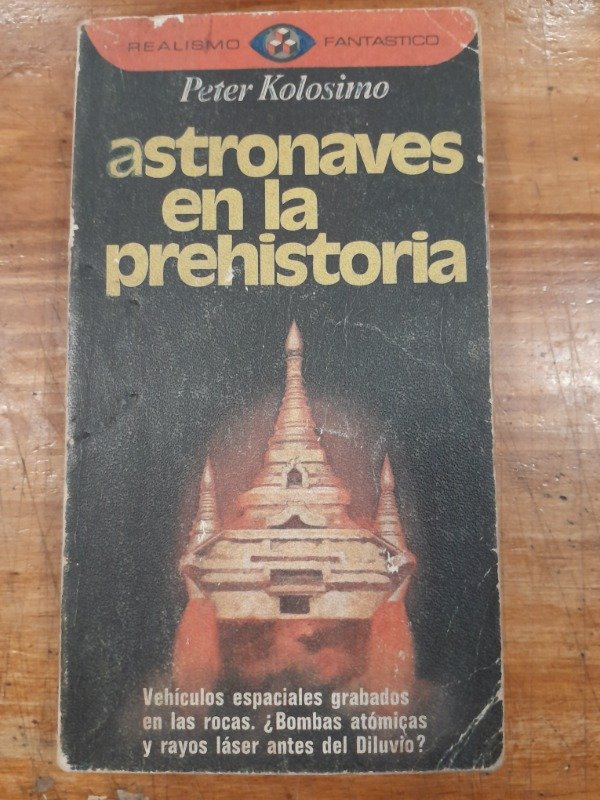 REALISMO FANTASTICO
Peter Kolosimo
astronaves
en la
prehistoria
Vehículos espaciales grabados
en las rocas. ¿Bombas atómicas
y rayos láser antes del Diluvio?